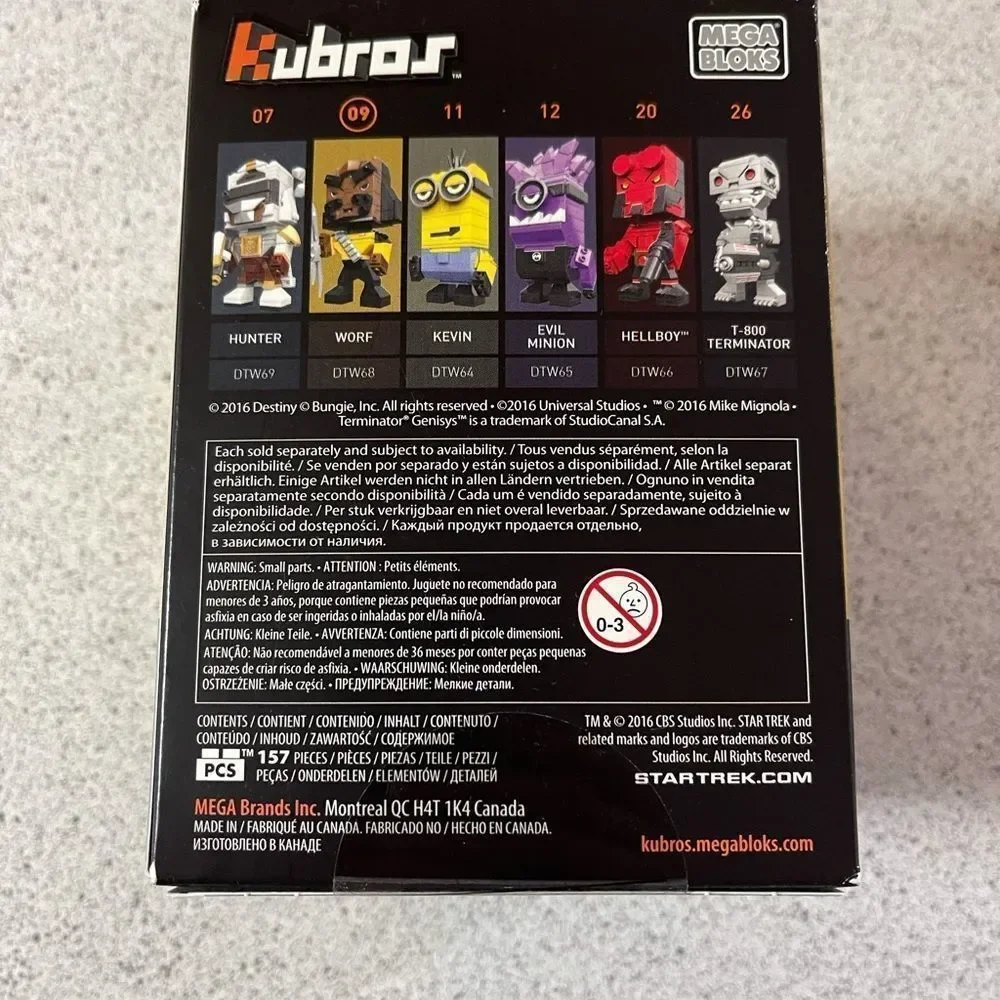 Kubros™
MEGA
BLOKS
07 09 11 12 20 26
HUNTER WORF KEVIN EVIL MINION HELLBOY™ T-800 TERMINATOR
DTW69 DTW68 DTW64 DTW65 DTW66 DTW67
© 2016 Destiny © Bungie, Inc. All rights reserved • ©2016 Universal Studios • ™ © 2016 Mike Mignola •
Terminator® Genisys™ is a trademark of StudioCanal S.A.
Each sold separately and subject to availability. / Tous vendus séparément, selon la
disponibilité. / Se venden por separado y están sujetos a disponibilidad. / Alle Artikel separat
erhältlich. Einige Artikel werden nicht in allen Ländern vertrieben. / Ognuno in vendita
separatamente secondo disponibilità / Cada um é vendido separadamente, sujeito à
disponibilidade. / Per stuk verkrijgbaar en niet overal leverbaar. / Sprzedawane oddzielnie w
zależności od dostępności. / Каждый продукт продается отдельно,
в зависимости от наличия.
WARNING: Small parts. • ATTENTION : Petits éléments.
ADVERTENCIA: Peligro de atragantamiento. Juguete no recomendado para
menores de 3 años, porque contiene piezas pequeñas que podrían provocar
asfixia en caso de ser ingeridas o inhaladas por el/la niño/a.
ACHTUNG: Kleine Teile. • AVVERTENZA: Contiene parti di piccole dimensioni.
ATENÇÃO: Não recomendável a menores de 36 meses por conter peças pequenas
capazes de criar risco de asfixia. • WAARSCHUWING: Kleine onderdelen.
OSTRZEŻENIE: Małe części. • ПРЕДУПРЕЖДЕНИЕ: Мелкие детали.
0-3
CONTENTS / CONTIENT / CONTENIDO / INHALT / CONTENUTO /
CONTEÚDO / INHOUD / ZAWARTOŚĆ / СОДЕРЖИМОЕ
PCS™ 157 PIECES / PIÈCES / PIEZAS / TEILE / PEZZI /
PEÇAS / ONDERDELEN / ELEMENTÓW / ДЕТАЛЕЙ
MEGA Brands Inc. Montreal QC H4T 1K4 Canada
MADE IN / FABRIQUÉ AU CANADA. FABRICADO NO / HECHO EN CANADA.
ИЗГОТОВЛЕНО В КАНАДЕ
TM & © 2016 CBS Studios Inc. STAR TREK and
related marks and logos are trademarks of CBS
Studios Inc. All Rights Reserved.
STARTREK.COM
kubros.megabloks.com